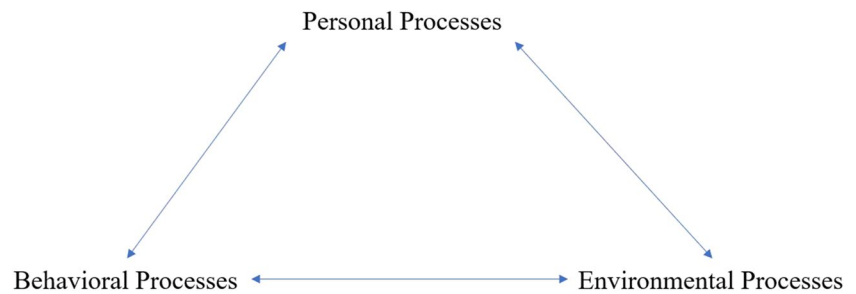 Personal Processes
Behavioral Processes
Environmental Processes